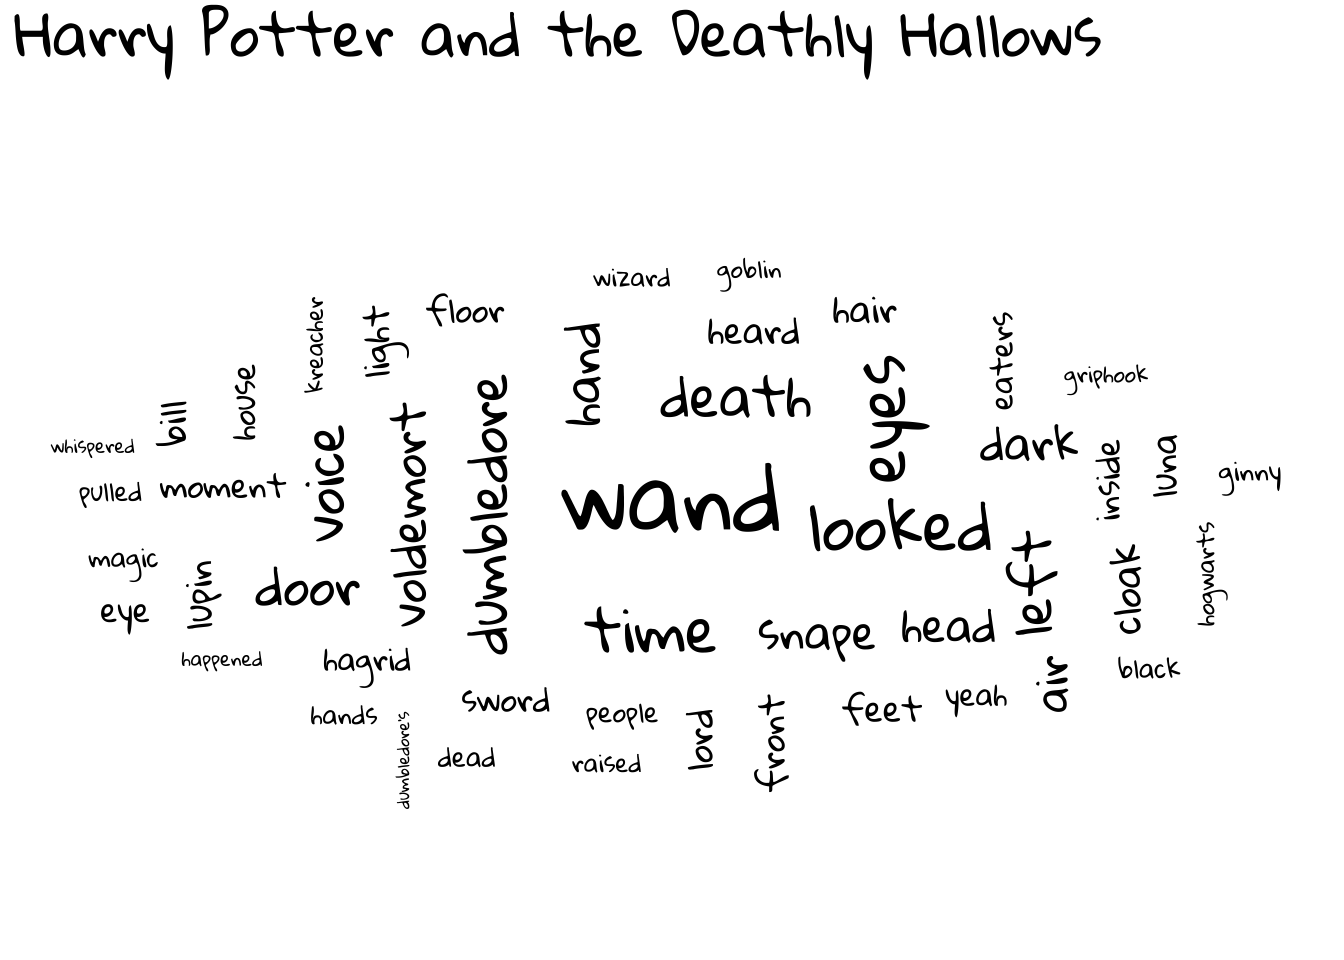 Harry Potter and the Deathly Hallows
wizard
goblin
kreacher
light
floor
hand
heard
hair
eaters
griphook
house
bill
whispered
dumbledore
death
eyes
dark
voldemort
voice
pulled
moment
wand
looked
inside
luna
ginny
magic
eye
lupin
door
time
snape
head
left
cloak
hogwarts
happened
hagrid
air
black
hands
sword
people
lord
front
feet
yeah
dumbledore's
dead
raised